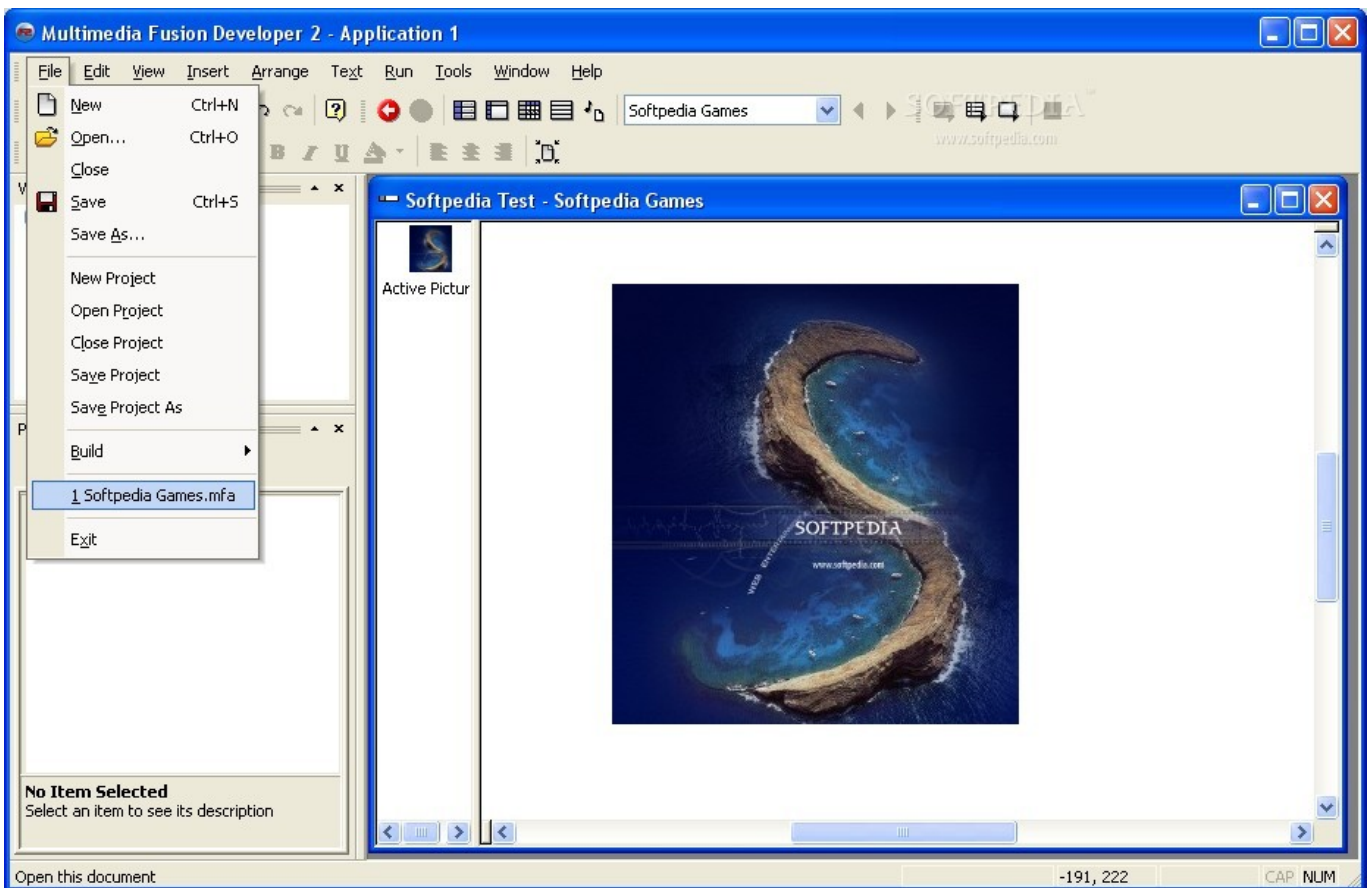 Multimedia Fusion Developer 2 - Application 1
File Edit View Insert Arrange Text Run Tools Window Help
New Ctrl+N
Open... Ctrl+O
Close
Save Ctrl+S
Save As...
New Project
Open Project
Close Project
Save Project
Save Project As
Build
1 Softpedia Games.mfa
Exit
Softpedia Games
SOFTPEDIA
www.softpedia.com
B I U
Softpedia Test - Softpedia Games
Active Pictur
SOFTPEDIA
www.softpedia.com
WEB
No Item Selected
Select an item to see its description
Open this document
-191, 222
CAP NUM